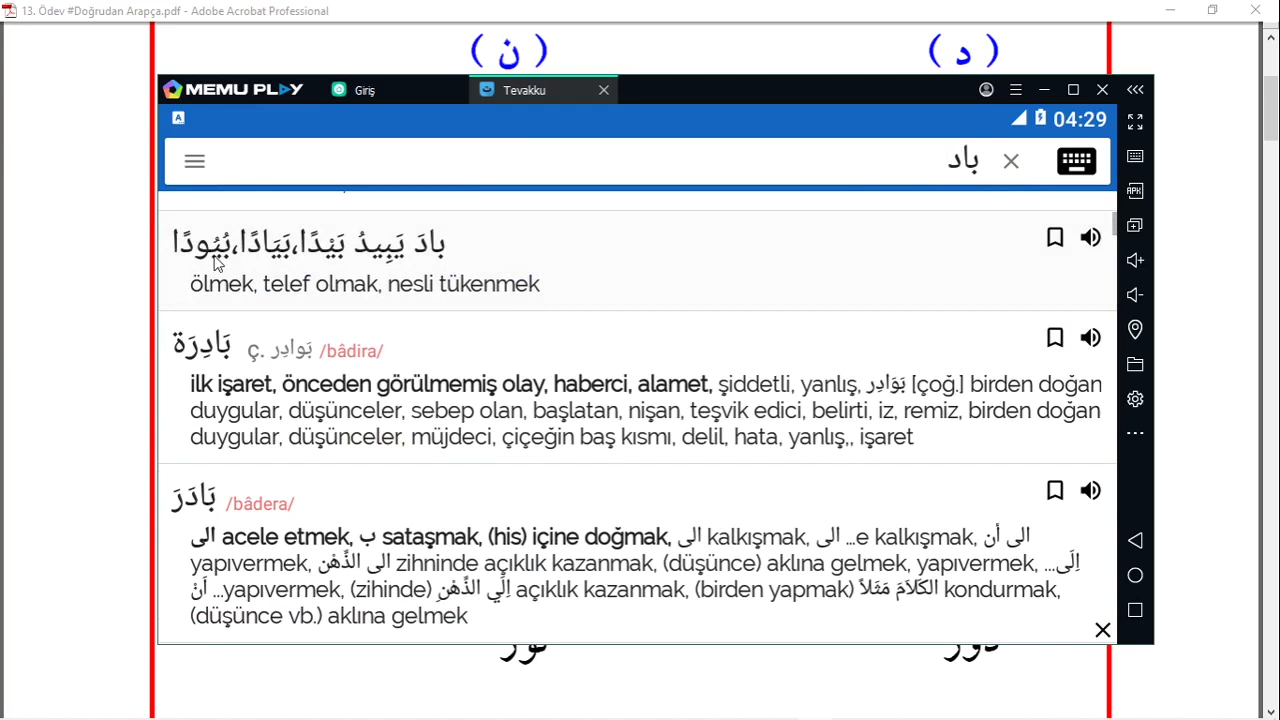 13. Ödev #Doğrudan Arapça.pdf - Adobe Acrobat Professional
( ن ) ( د )
MEMU PLAY Giriş Tevakku
A 04:29
باد
بادَ يَبِيدُ بَيْدًا،بَيَادًا،بُيُودًا
ölmek, telef olmak, nesli tükenmek
بَادِرَة ç. بَوادِر /bâdira/
ilk işaret, önceden görülmemiş olay, haberci, alamet, şiddetli, yanlış, بَوَادِر [çoğ.] birden doğan
duygular, düşünceler, sebep olan, başlatan, nişan, teşvik edici, belirti, iz, remiz, birden doğan
duygular, düşünceler, müjdeci, çiçeğin baş kısmı, delil, hata, yanlış,, işaret
بَادَرَ /bâdera/
الى acele etmek, ب sataşmak, (his) içine doğmak, الى kalkışmak, الى ...e kalkışmak, الى أن
yapıvermek, الى الذِّهْن zihninde açıklık kazanmak, (düşünce) aklına gelmek, yapıvermek, ...اِلَى
اَنْ ...yapıvermek, (zihinde) اِلَي الذِّهْنِ açıklık kazanmak, (birden yapmak) الكَلاَمَ مَثَلاً kondurmak,
(düşünce vb.) aklına gelmek
APK